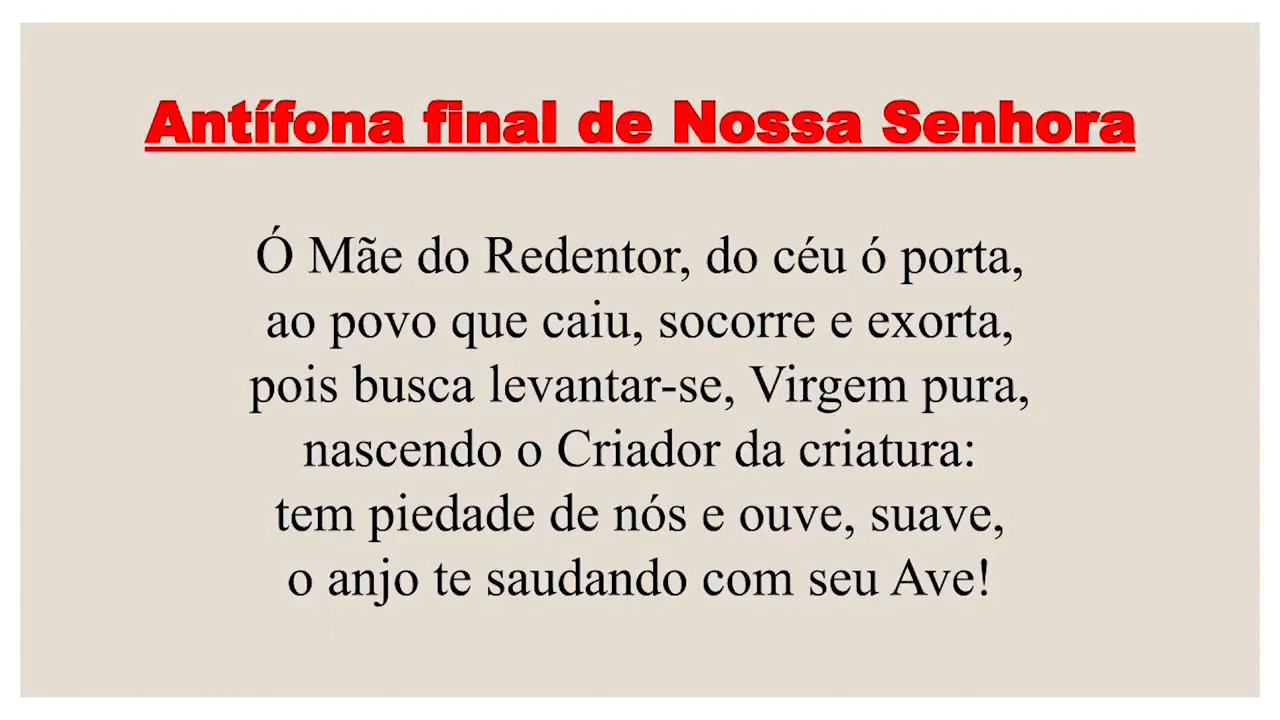 Antífona final de Nossa Senhora
Ó Mãe do Redentor, do céu ó porta,
ao povo que caiu, socorre e exorta,
pois busca levantar-se, Virgem pura,
nascendo o Criador da criatura:
tem piedade de nós e ouve, suave,
o anjo te saudando com seu Ave!